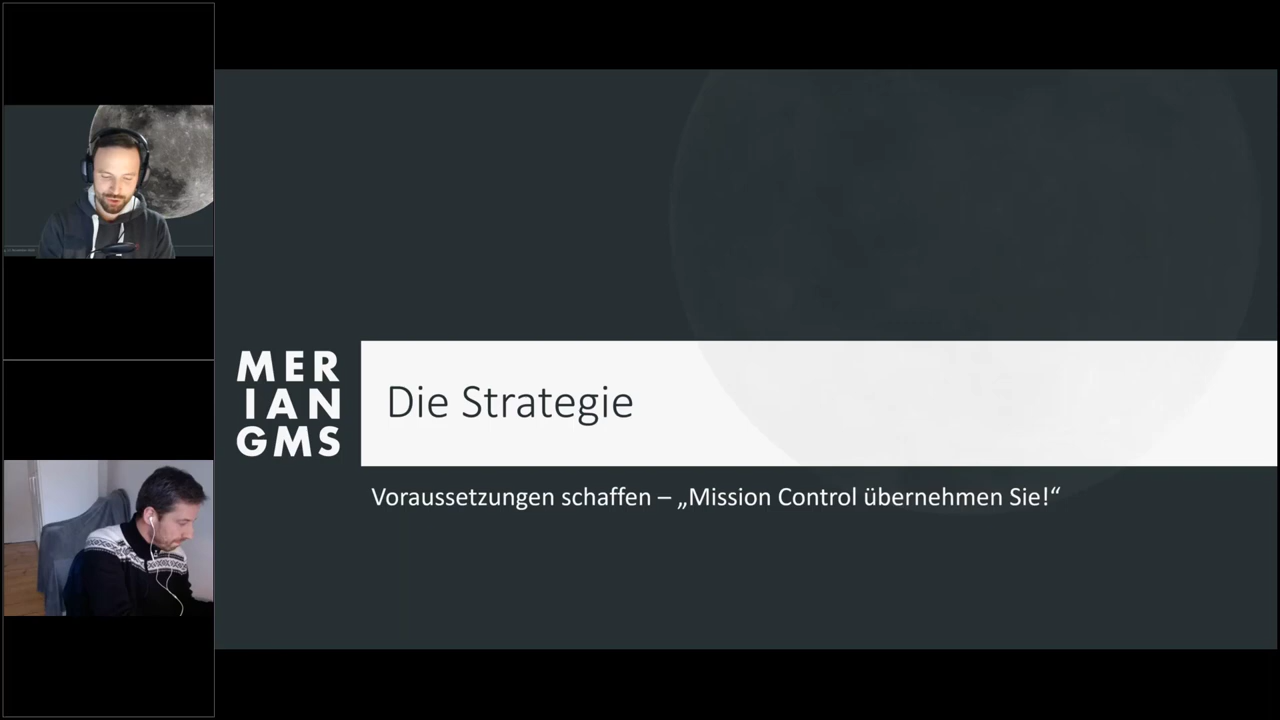 MER
IAN
GMS
Die Strategie
Voraussetzungen schaffen – „Mission Control übernehmen Sie!“